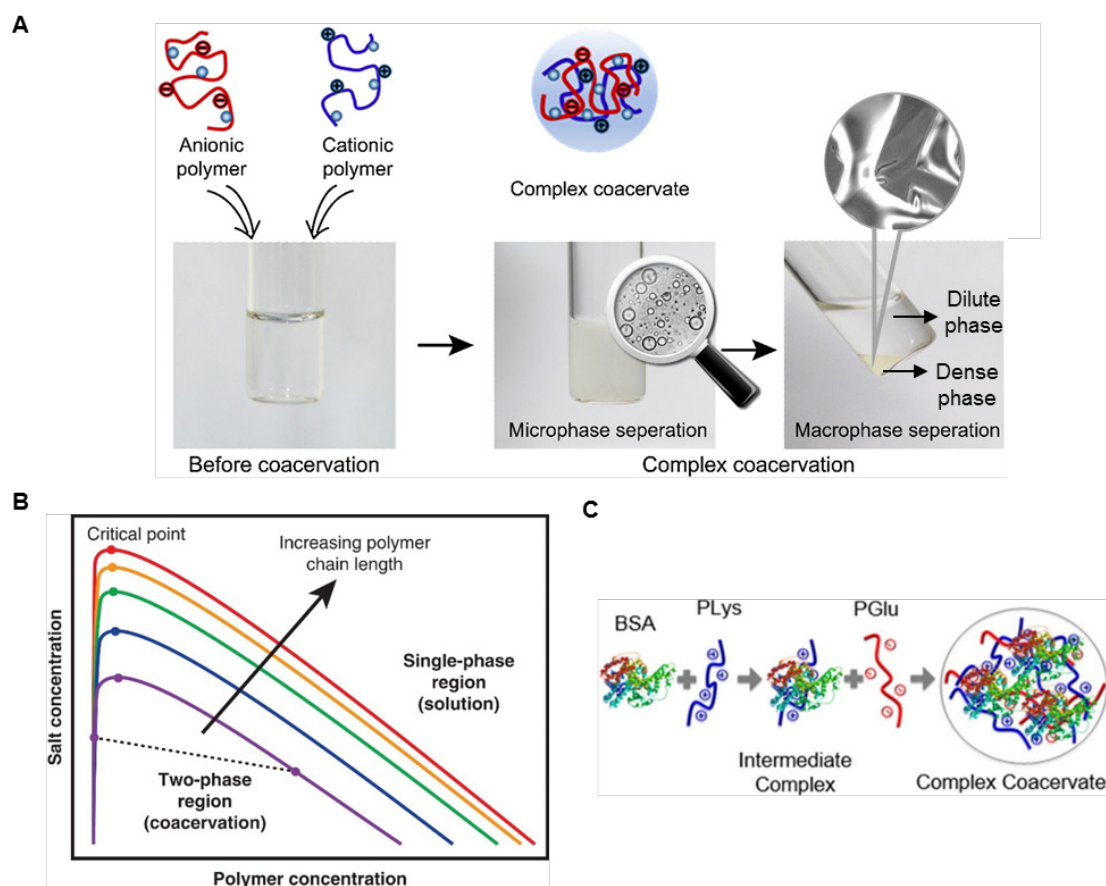 A
Anionic
polymer
Cationic
polymer
Complex coacervate
Dilute
phase
Dense
phase
Microphase seperation
Macrophase seperation
Before coacervation
Complex coacervation
B
Critical point
Increasing polymer
chain length
Single-phase
region
(solution)
Two-phase
region
(coacervation)
Salt concentration
Polymer concentration
C
BSA
PLys
PGlu
Intermediate
Complex
Complex Coacervate